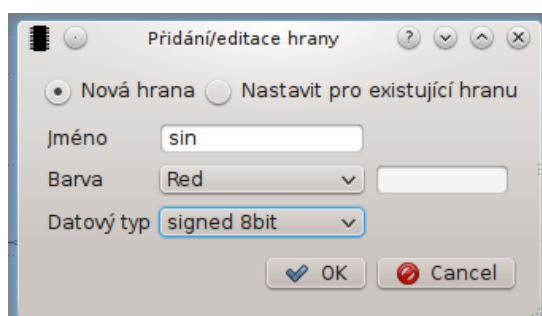 Přidání/editace hrany
Nová hrana Nastavit pro existující hranu
Jméno sin
Barva Red
Datový typ signed 8bit
OK Cancel